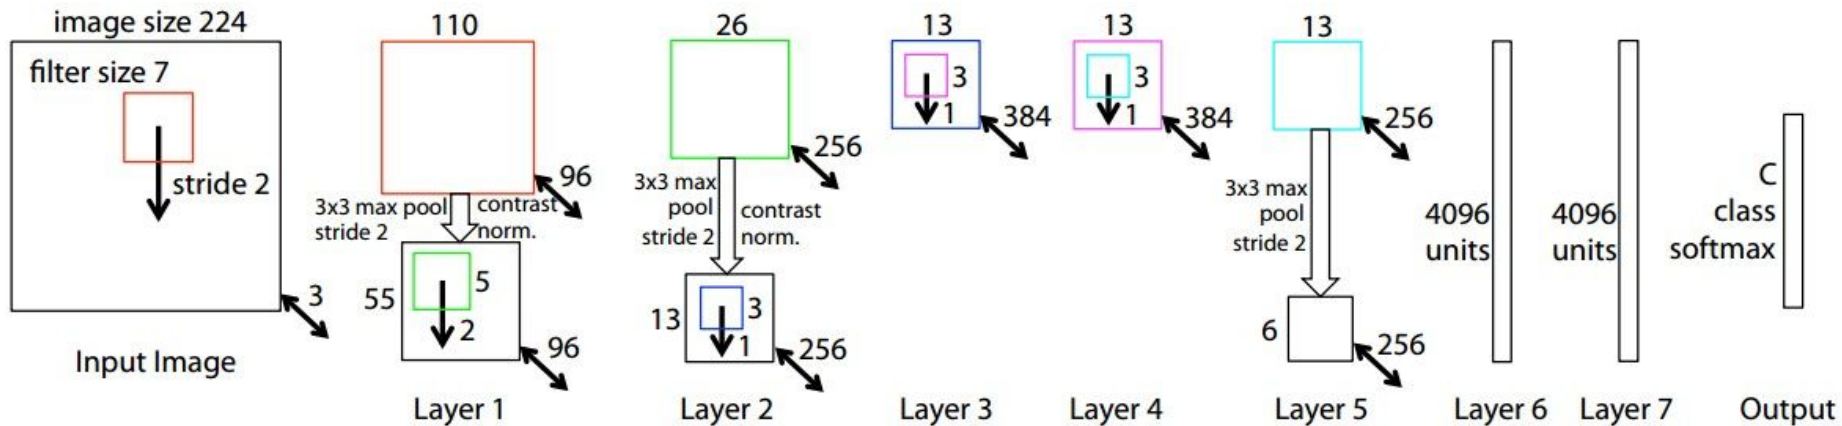 image size 224
filter size 7
stride 2
3
Input Image
110
96
3x3 max pool
stride 2
contrast
norm.
55
5
2
96
Layer 1
26
256
3x3 max
pool
stride 2
contrast
norm.
13
3
1
256
Layer 2
13
3
1
384
Layer 3
13
3
1
384
Layer 4
13
256
3x3 max
pool
stride 2
6
256
Layer 5
4096
units
Layer 6
4096
units
Layer 7
C
class
softmax
Output